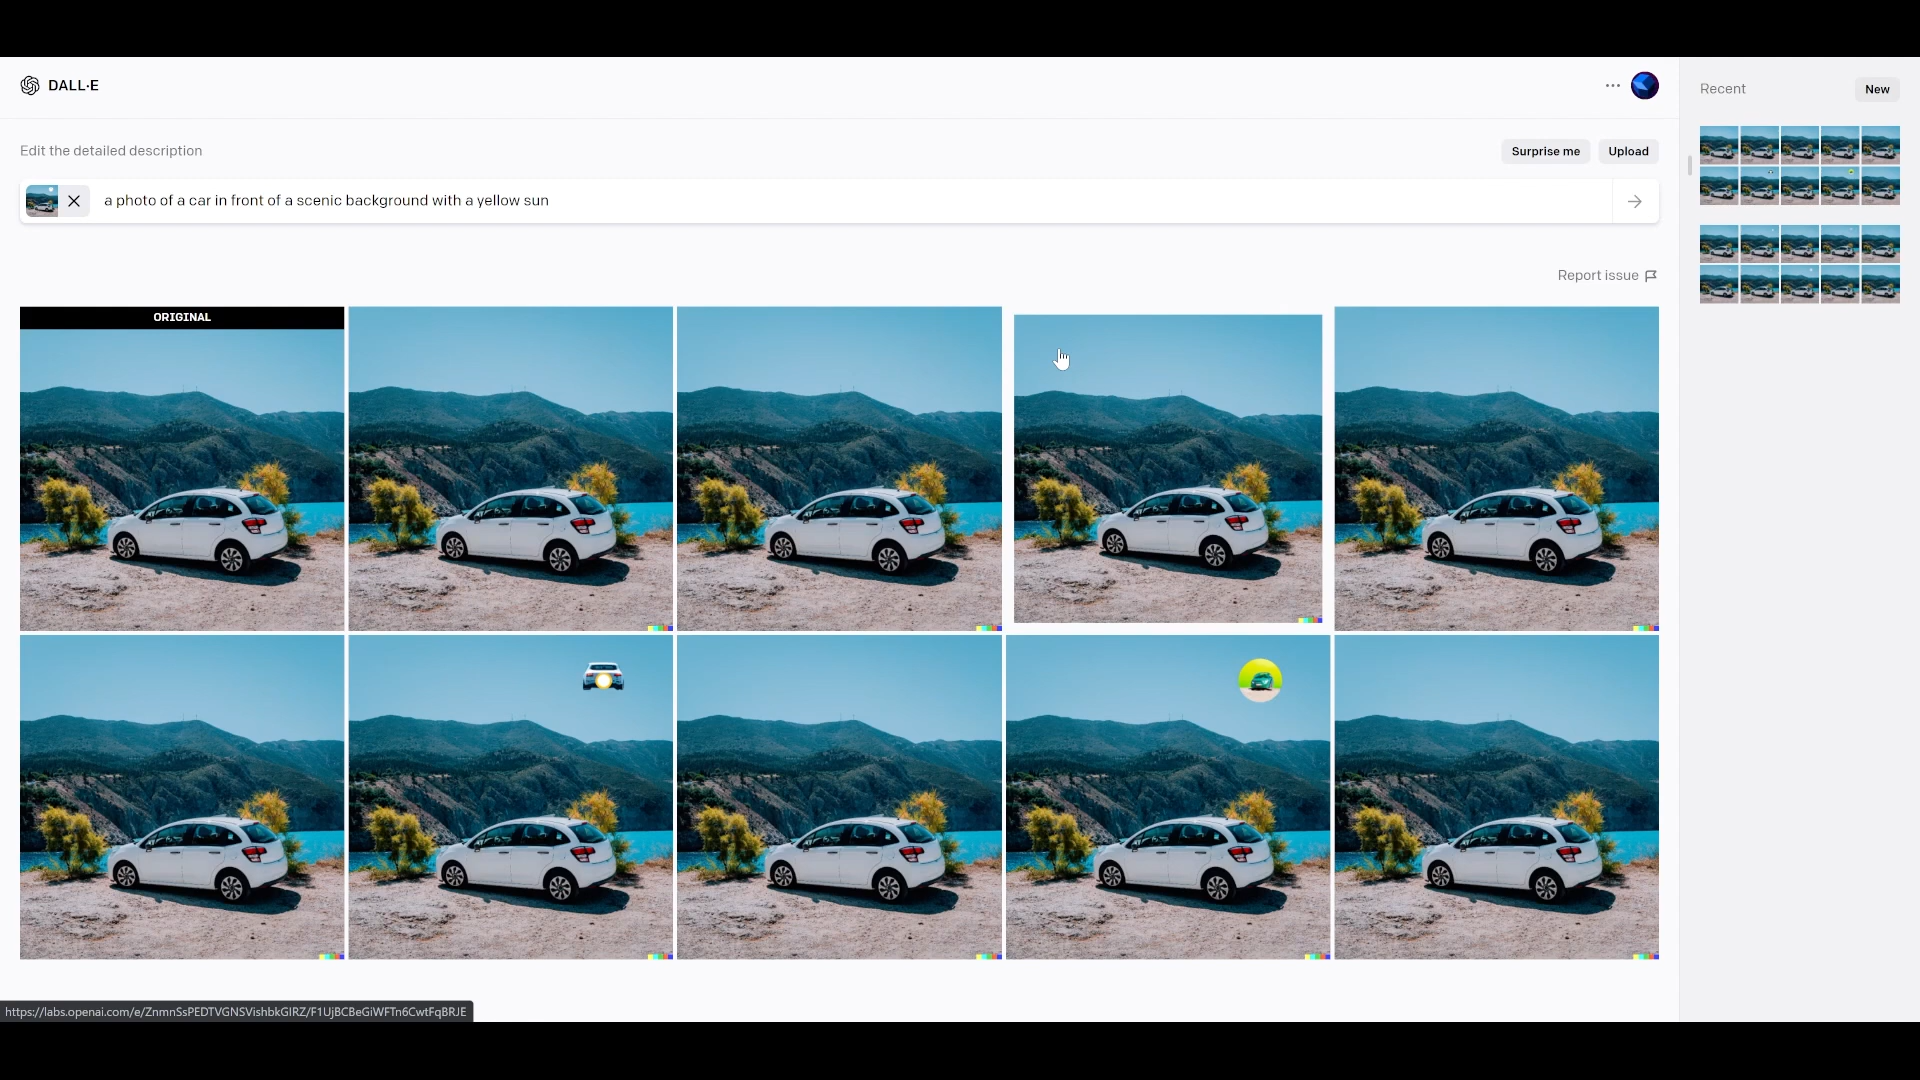 DALL·E
Recent
New
Edit the detailed description
Surprise me
Upload
a photo of a car in front of a scenic background with a yellow sun
Report issue
ORIGINAL
https://labs.openai.com/e/ZnmnSsPEDTVGNSVishbkGIRZ/F1UjBCBeGiWFTn6CwtFqBRJE